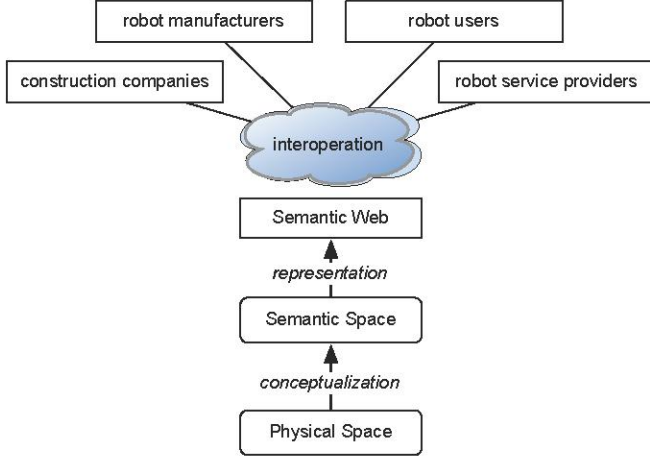 robot manufacturers
robot users
construction companies
robot service providers
interoperation
Semantic Web
representation
Semantic Space
conceptualization
Physical Space